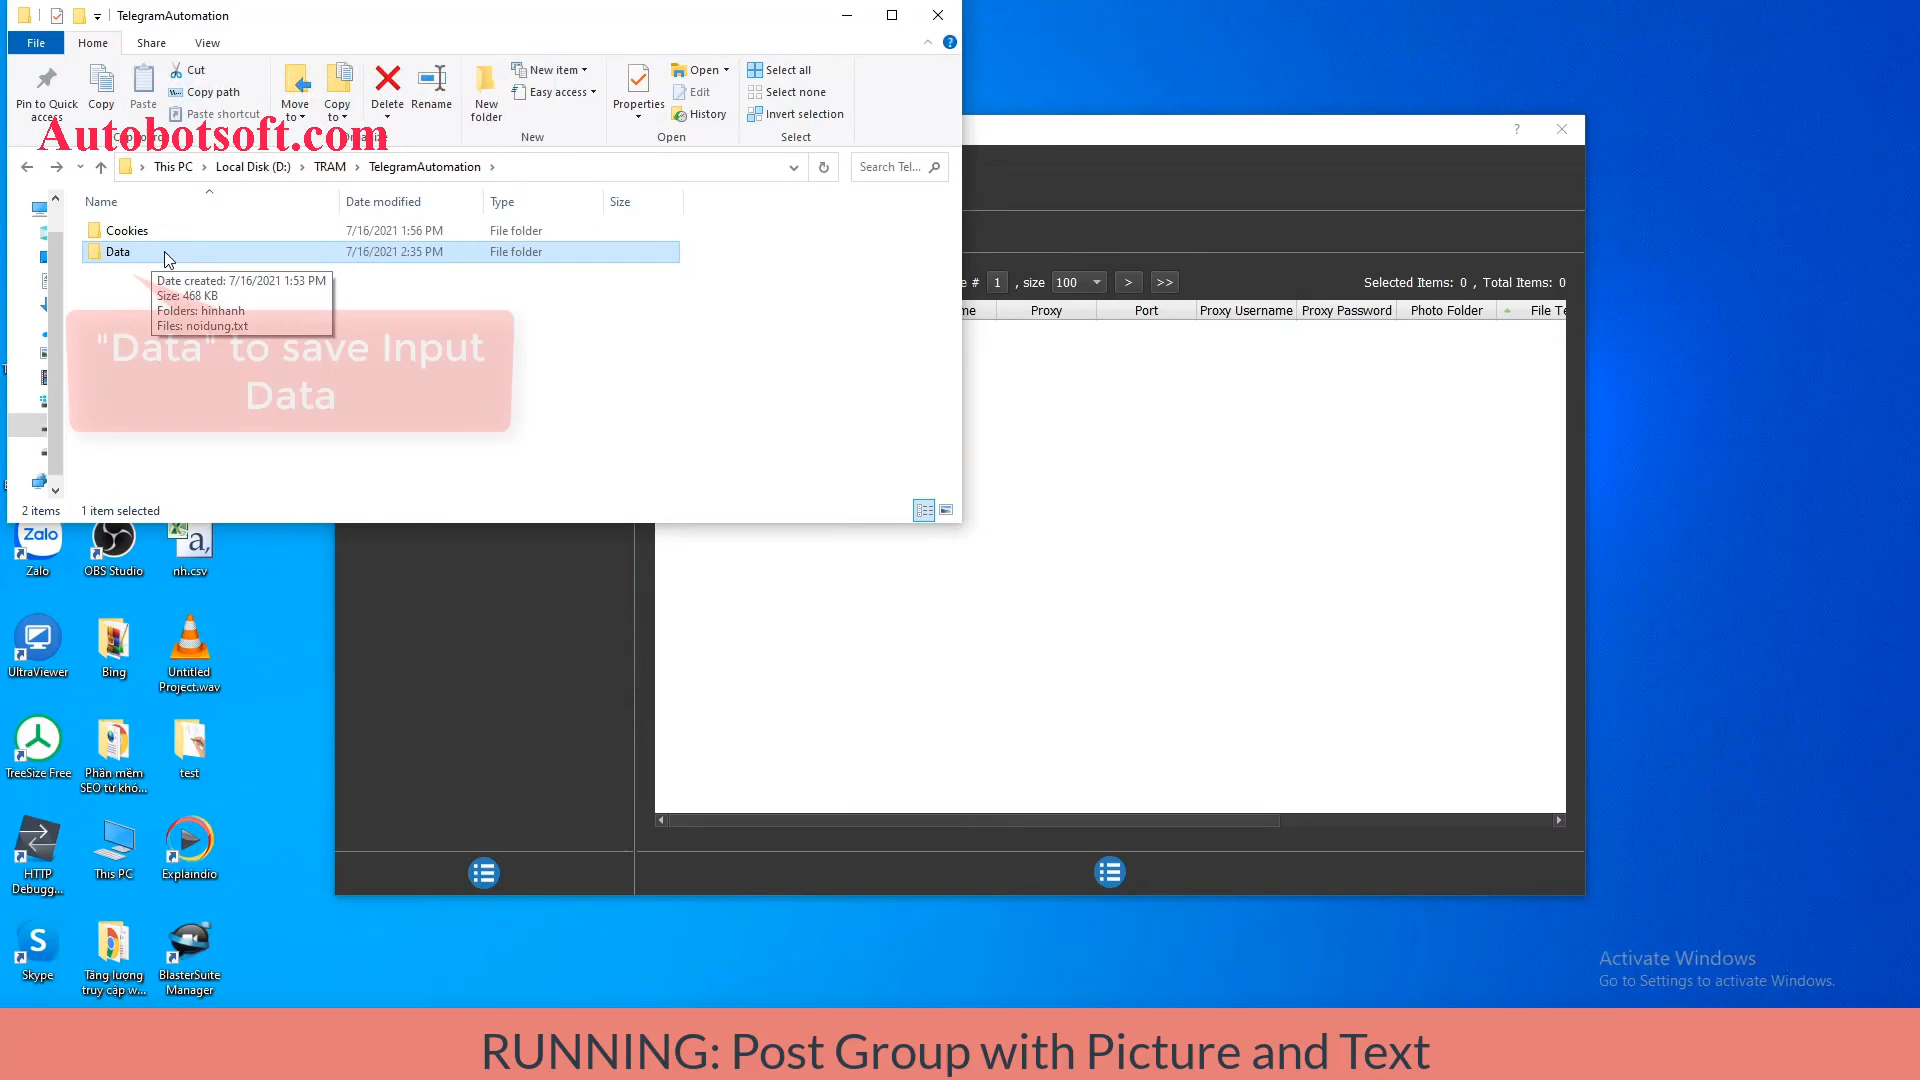 TelegramAutomation
File
Home
Share
View
Pin to Quick
access
Copy
Paste
Cut
Copy path
Paste shortcut
Move
to
Copy
to
Delete
Rename
New
folder
New item
Easy access
Properties
Open
Edit
History
Select all
Select none
Invert selection
New
Open
Select
Autobotsoft.com
This PC
Local Disk (D:)
TRAM
TelegramAutomation
Search Tel...
Name
Date modified
Type
Size
Cookies
7/16/2021 1:56 PM
File folder
Data
7/16/2021 2:35 PM
File folder
Date created: 7/16/2021 1:53 PM
Size: 468 KB
Folders: hinhanh
Files: noidung.txt
"Data" to save Input
Data
2 items
1 item selected
?
# 1 , size 100 > >>
Selected Items: 0 , Total Items: 0
Proxy
Port
Proxy Username
Proxy Password
Photo Folder
Zalo
Zalo
OBS Studio
nh.csv
UltraViewer
Bing
Untitled
Project.wav
TreeSize Free
Phần mềm
SEO từ khó...
test
HTTP
Debugg...
This PC
Explaindio
Skype
Tăng lượng
truy cập w...
BlasterSuite
Manager
Activate Windows
Go to Settings to activate Windows.
RUNNING: Post Group with Picture and Text